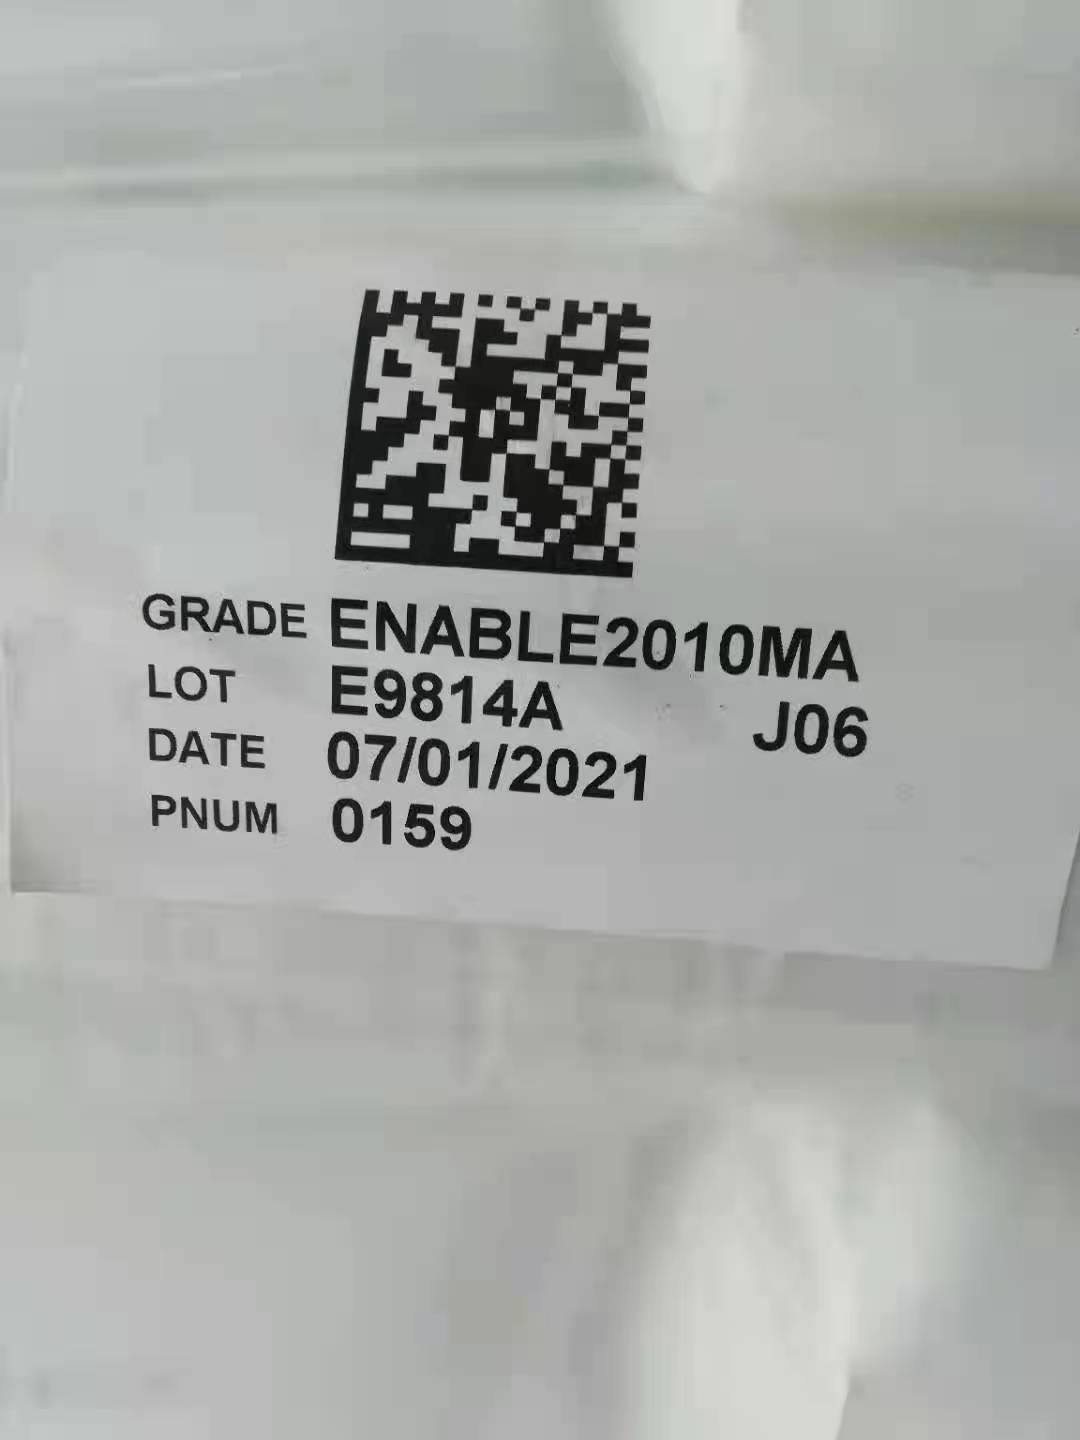 GRADE ENABLE2010MA
LOT E9814A J06
DATE 07/01/2021
PNUM 0159